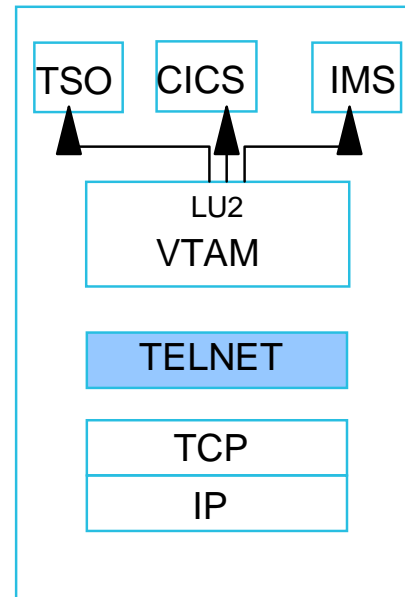 TSO CICS IMS
LU2
VTAM
TELNET
TCP
IP